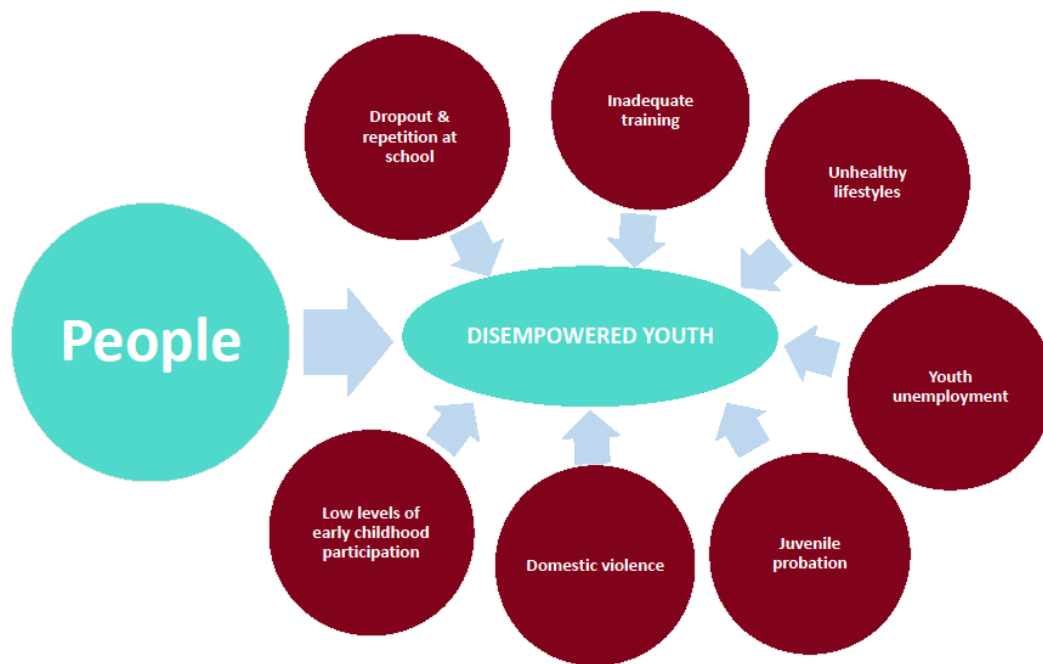 Dropout &
repetition at
school
Inadequate
training
Unhealthy
lifestyles
People
DISEMPOWERED YOUTH
Youth
unemployment
Low levels of
early childhood
participation
Domestic violence
Juvenile
probation